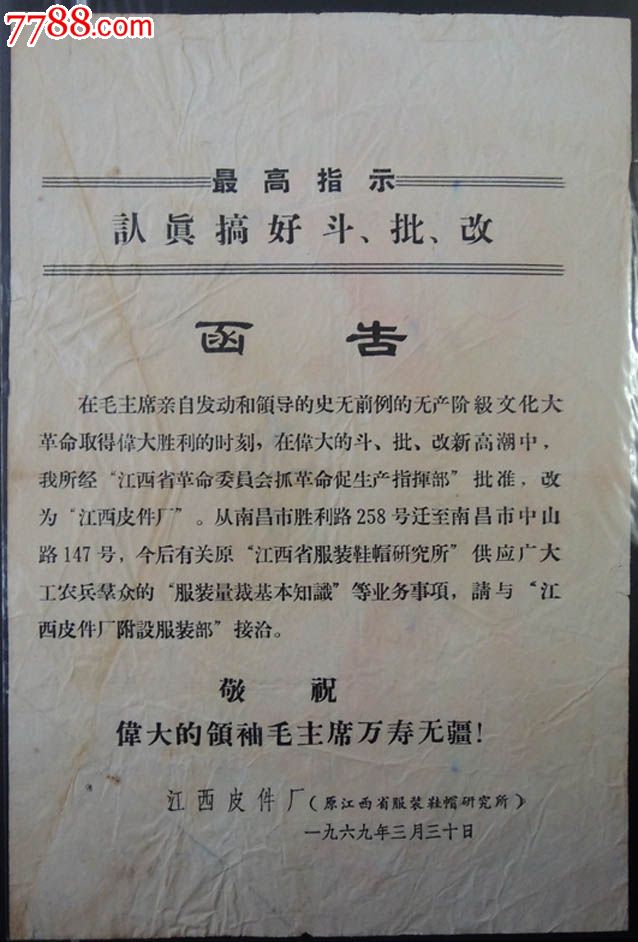 7788.com
最高指示
认眞搞好斗、批、改
函告
在毛主席亲自发动和領导的史无前例的无产阶級文化大
革命取得偉大胜利的时刻，在偉大的斗、批、改新高潮中，
我所经“江西省革命委員会抓革命促生产指揮部”批准，改
为“江西皮件厂”。从南昌市胜利路258号迁至南昌市中山
路147号，今后有关原“江西省服装鞋帽研究所”供应广大
工农兵羣众的“服装量裁基本知識”等业务事項，請与“江
西皮件厂附設服装部”接洽。
敬祝
偉大的領袖毛主席万寿无疆！
江西皮件厂（原江西省服装鞋帽研究所）
一九六九年三月三十日